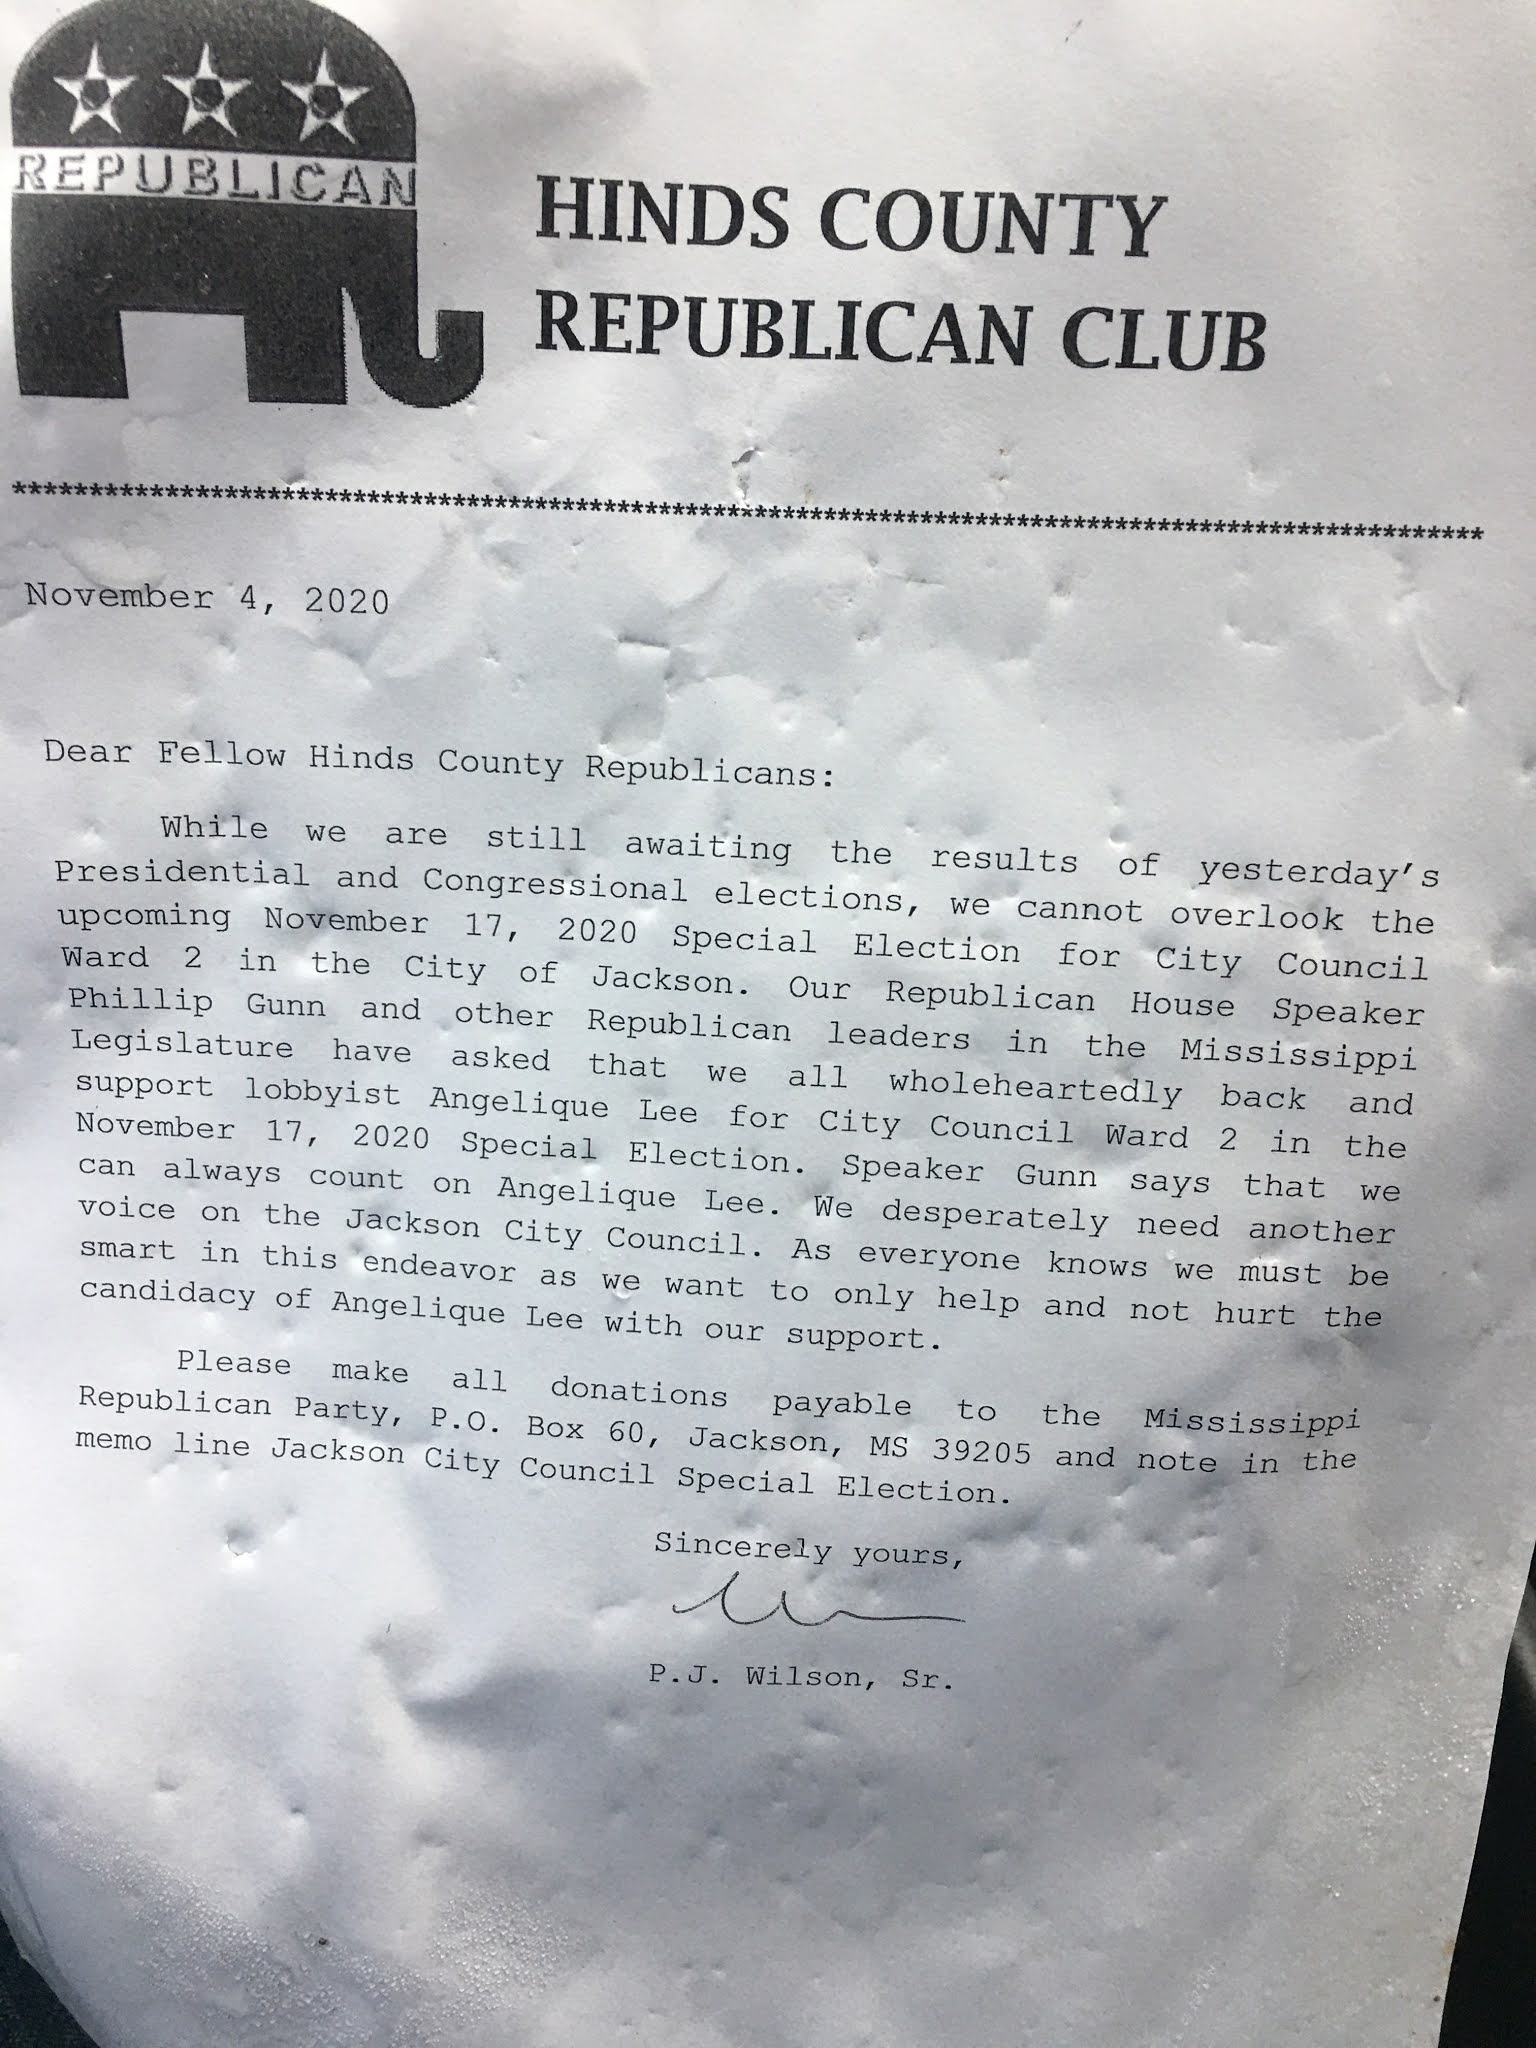 REPUBLICAN
HINDS COUNTY
REPUBLICAN CLUB
November 4, 2020
Dear Fellow Hinds County Republicans:
While we are still awaiting the results of yesterday's
Presidential and Congressional elections, we cannot overlook the
upcoming November 17, 2020 Special Election for City Council
Ward 2 in the City of Jackson. Our Republican House Speaker
Phillip Gunn and other Republican leaders in the Mississippi
Legislature have asked that we all wholeheartedly back and
support lobbyist Angelique Lee for City Council Ward 2 in the
November 17, 2020 Special Election. Speaker Gunn says that we
can always count on Angelique Lee. We desperately need another
voice on the Jackson City Council. As everyone knows we must be
smart in this endeavor as we want to only help and not hurt the
candidacy of Angelique Lee with our support.
Please make all donations payable to the Mississippi
Republican Party, P.O. Box 60, Jackson, MS 39205 and note in the
memo line Jackson City Council Special Election.
Sincerely yours,
P.J. Wilson, Sr.